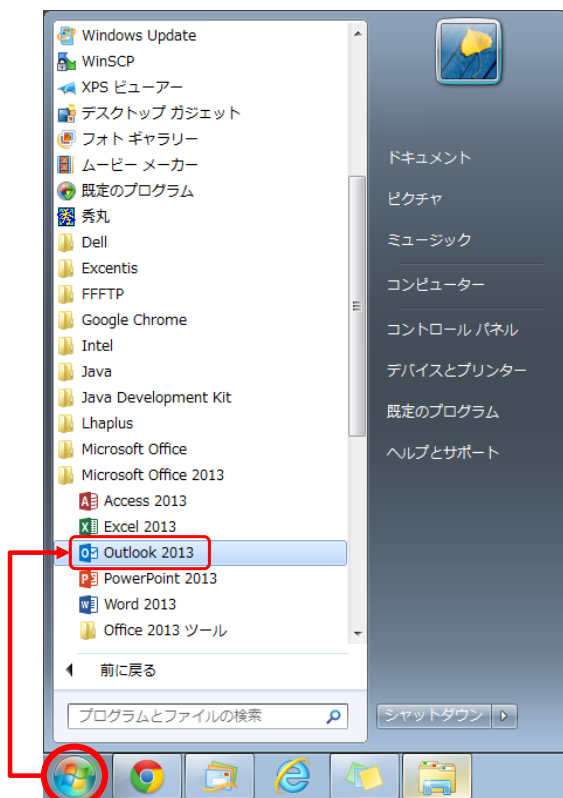 Windows Update
WinSCP
XPS ビューアー
デスクトップ ガジェット
フォト ギャラリー
ムービー メーカー
既定のプログラム
秀丸
Dell
Excentis
FFFTP
Google Chrome
Intel
Java
Java Development Kit
Lhaplus
Microsoft Office
Microsoft Office 2013
Access 2013
Excel 2013
Outlook 2013
PowerPoint 2013
Word 2013
Office 2013 ツール
前に戻る
プログラムとファイルの検索
ドキュメント
ピクチャ
ミュージック
コンピューター
コントロール パネル
デバイスとプリンター
既定のプログラム
ヘルプとサポート
シャットダウン